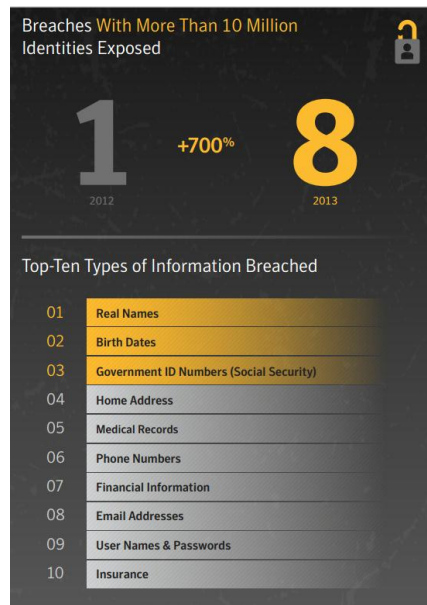 Breaches With More Than 10 Million
Identities Exposed
1 +700% 8
2012 2013
Top-Ten Types of Information Breached
01 Real Names
02 Birth Dates
03 Government ID Numbers (Social Security)
04 Home Address
05 Medical Records
06 Phone Numbers
07 Financial Information
08 Email Addresses
09 User Names & Passwords
10 Insurance